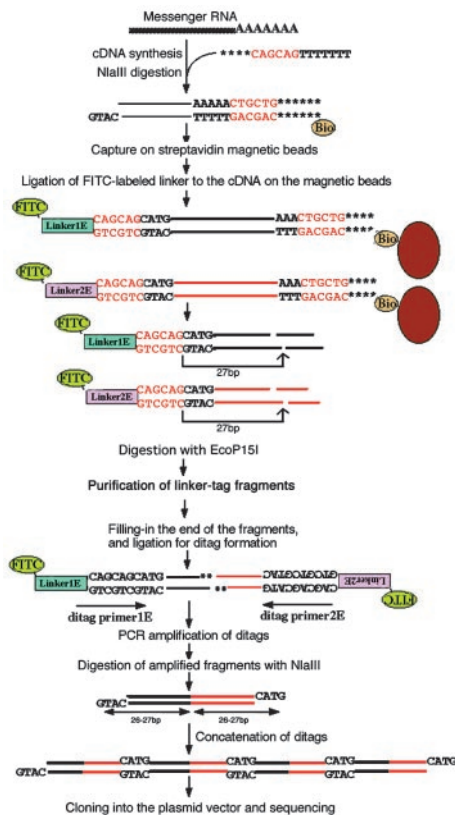 Messenger RNA
AAAAAAA
cDNA synthesis
NlaIII digestion
****CAGCAGTTTTTTT
AAAAACTGCTG******
GTAC TTTTTGACGAC******
Bio
Capture on streptavidin magnetic beads
Ligation of FITC-labeled linker to the cDNA on the magnetic beads
FITC
Linker1E
CAGCAGCATG AAACTGCTG****
GTCGTCGTAC TTTGACGAC****
Bio
FITC
Linker2E
CAGCAGCATG AAACTGCTG****
GTCGTCGTAC TTTGACGAC****
Bio
FITC
Linker1E
CAGCAGCATG
GTCGTCGTAC
27bp
FITC
Linker2E
CAGCAGCATG
GTCGTCGTAC
27bp
Digestion with EcoP15I
Purification of linker-tag fragments
Filling-in the end of the fragments,
and ligation for ditag formation
FITC
Linker1E
CAGCAGCATG ** GTCGTCGTAC
GTCGTCGTAC ** CAGCAGCATG
Linker2E
FITC
ditag primer1E ditag primer2E
PCR amplification of ditags
Digestion of amplified fragments with NlaIII
CATG
GTAC
26-27bp 26-27bp
Concatenation of ditags
CATG CATG CATG CATG
GTAC GTAC GTAC GTAC
Cloning into the plasmid vector and sequencing